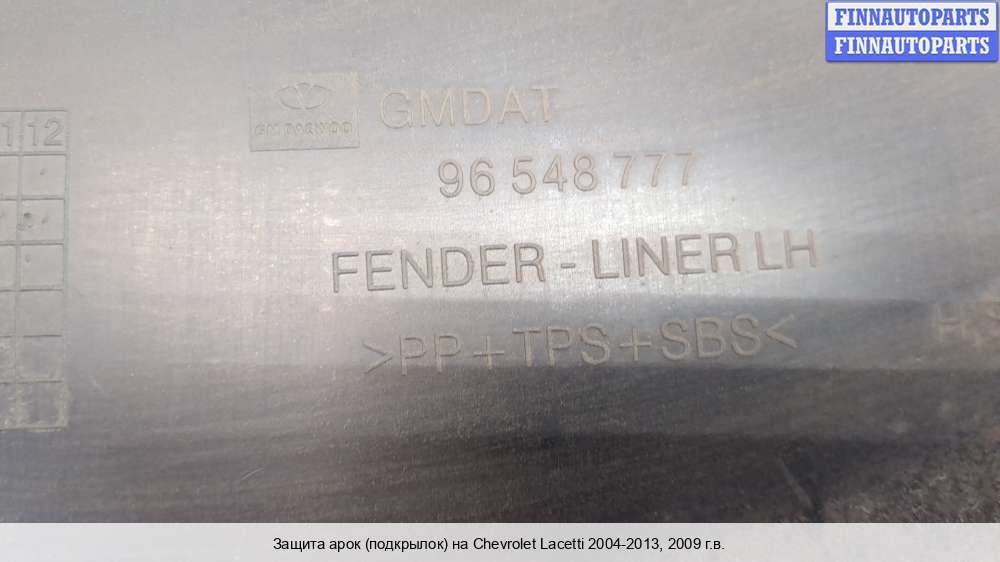 FINNAUTOPARTS
FINNAUTOPARTS
GM DAEWOO
GMDAT
1 12
96 548 777
FENDER - LINER LH
>PP+TPS+SBS<
Защита арок (подкрылок) на Chevrolet Lacetti 2004-2013, 2009 г.в.